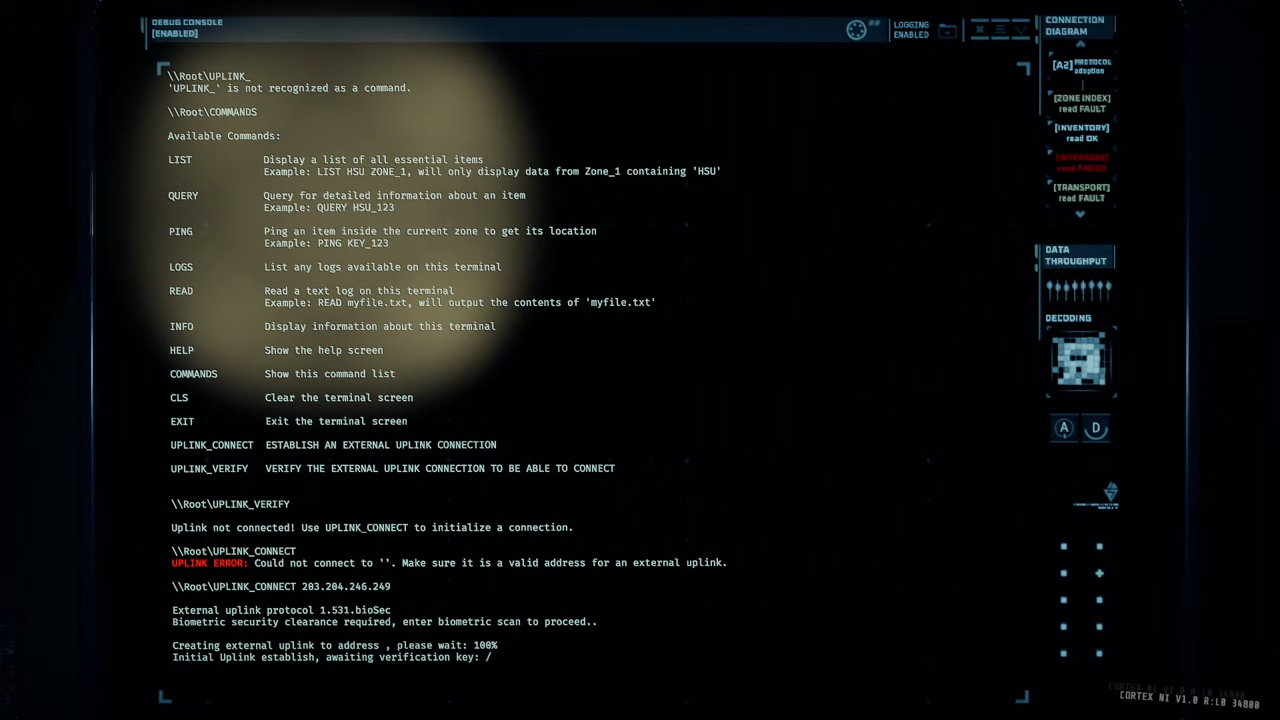 DEBUG CONSOLE
[ENABLED]
LOGGING
ENABLED
\\Root\UPLINK_
'UPLINK_' is not recognized as a command.
\\Root\COMMANDS
Available Commands:
LIST Display a list of all essential items
Example: LIST HSU ZONE_1, will only display data from Zone_1 containing 'HSU'
QUERY Query for detailed information about an item
Example: QUERY HSU_123
PING Ping an item inside the current zone to get its location
Example: PING KEY_123
LOGS List any logs available on this terminal
READ Read a text log on this terminal
Example: READ myfile.txt, will output the contents of 'myfile.txt'
INFO Display information about this terminal
HELP Show the help screen
COMMANDS Show this command list
CLS Clear the terminal screen
EXIT Exit the terminal screen
UPLINK_CONNECT ESTABLISH AN EXTERNAL UPLINK CONNECTION
UPLINK_VERIFY VERIFY THE EXTERNAL UPLINK CONNECTION TO BE ABLE TO CONNECT
\\Root\UPLINK_VERIFY
Uplink not connected! Use UPLINK_CONNECT to initialize a connection.
\\Root\UPLINK_CONNECT
UPLINK ERROR: Could not connect to ''. Make sure it is a valid address for an external uplink.
\\Root\UPLINK_CONNECT 203.204.246.249
External uplink protocol 1.531.bioSec
Biometric security clearance required, enter biometric scan to proceed..
Creating external uplink to address , please wait: 100%
Initial Uplink establish, awaiting verification key: /
CONNECTION
DIAGRAM
[A2] PROTOCOL
adoption
[ZONE INDEX]
read FAULT
[INVENTORY]
read OK
[INTERBASE]
read FAILED
[TRANSPORT]
read FAULT
DATA
THROUGHPUT
DECODING
A D
CORTEX NI V1.0 R:L0 34800